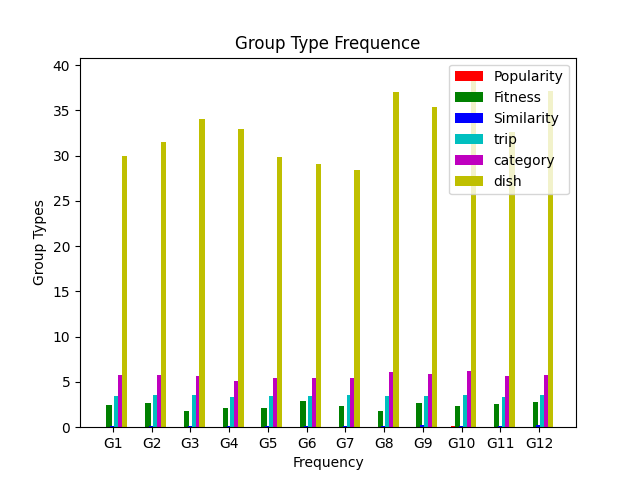 Group Type Frequence
Popularity
Fitness
Similarity
trip
category
dish
Group Types
40
35
30
25
20
15
10
5
0
G1 G2 G3 G4 G5 G6 G7 G8 G9 G10 G11 G12
Frequency